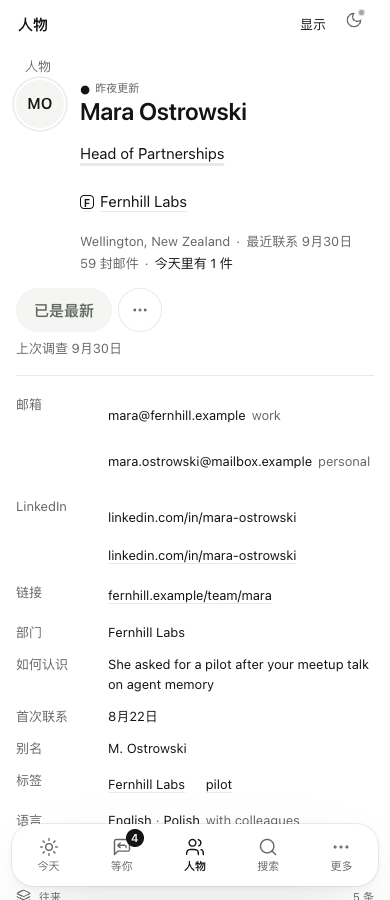 人物
显示
人物
MO
昨夜更新
Mara Ostrowski
Head of Partnerships
F Fernhill Labs
Wellington, New Zealand · 最近联系 9月30日
59 封邮件 · 今天里有 1 件
已是最新
上次调查 9月30日
邮箱
mara@fernhill.example work
mara.ostrowski@mailbox.example personal
LinkedIn
linkedin.com/in/mara-ostrowski
linkedin.com/in/mara-ostrowski
链接
fernhill.example/team/mara
部门
Fernhill Labs
如何认识
She asked for a pilot after your meetup talk
on agent memory
首次联系
8月22日
别名
M. Ostrowski
标签
Fernhill Labs pilot
语言
English · Polish with colleagues
4
今天
等你
人物
搜索
更多
往来
5 条